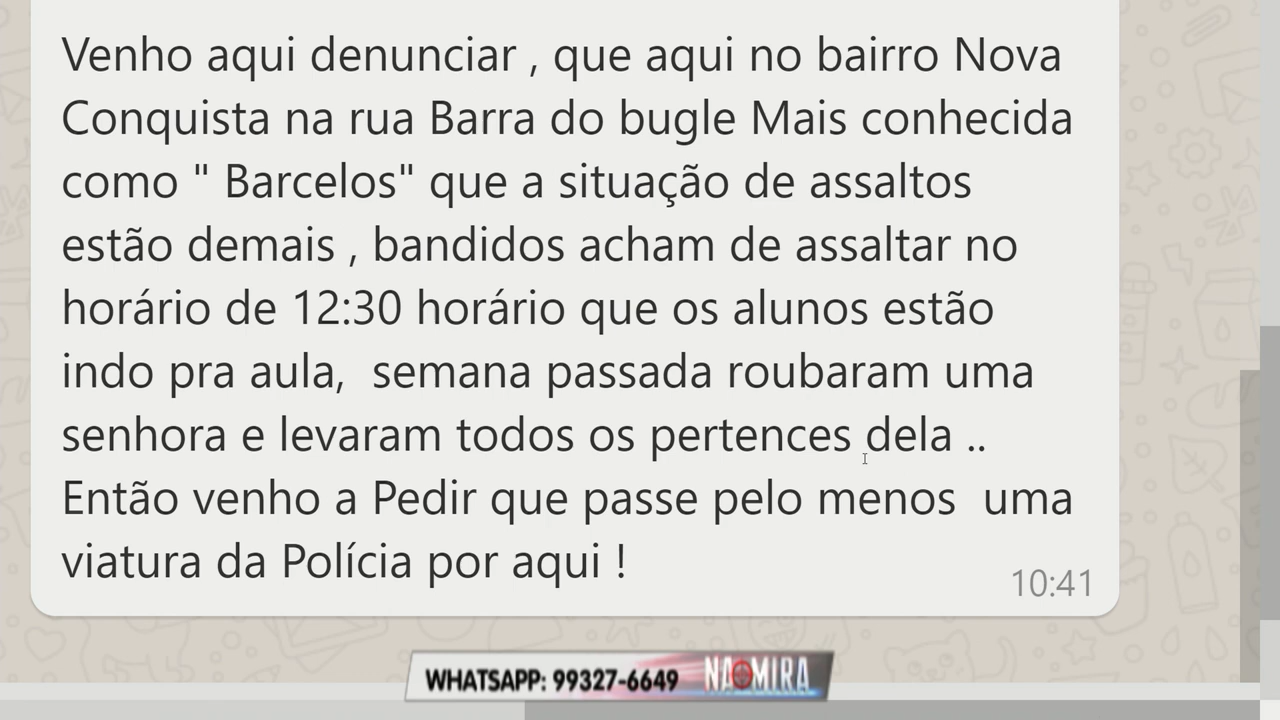 Venho aqui denunciar , que aqui no bairro Nova
Conquista na rua Barra do bugle Mais conhecida
como " Barcelos" que a situação de assaltos
estão demais , bandidos acham de assaltar no
horário de 12:30 horário que os alunos estão
indo pra aula,  semana passada roubaram uma
senhora e levaram todos os pertences dela ..
Então venho a Pedir que passe pelo menos  uma
viatura da Polícia por aqui !
10:41
WHATSAPP: 99327-6649 NA MIRA